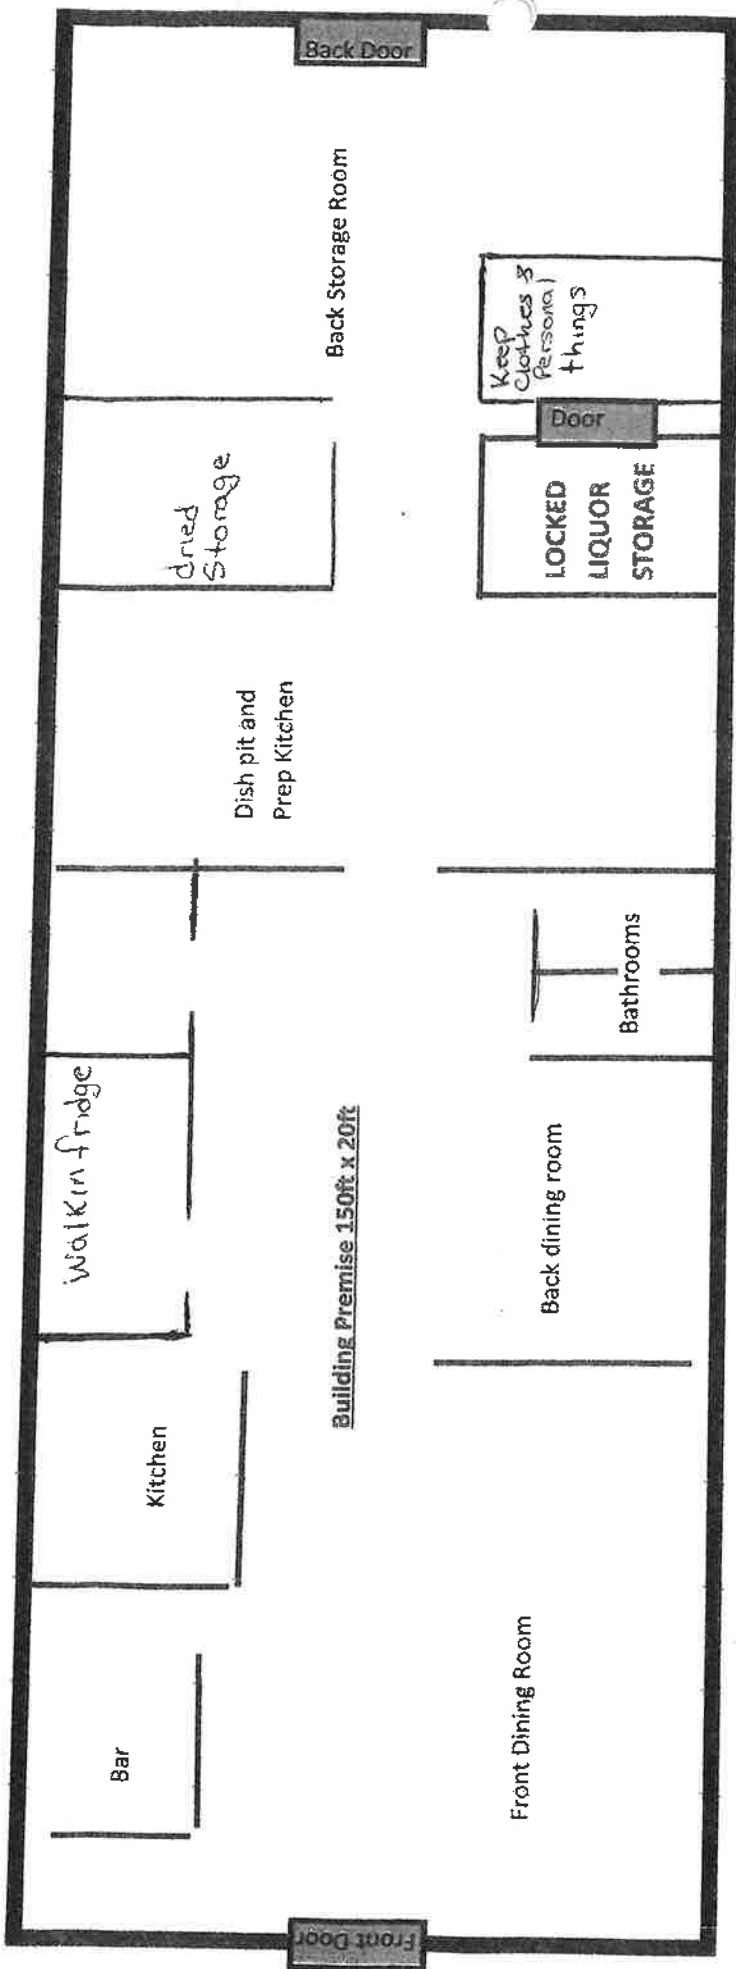 Back Door
Back Storage Room
Keep
Clothes &
Personal
things
Door
dried
Storage
LOCKED
LIQUOR
STORAGE
Dish pit and
Prep Kitchen
Bathrooms
Walkin fridge
Building Premise 150ft x 20ft
Back dining room
Kitchen
Front Dining Room
Bar
Front Door